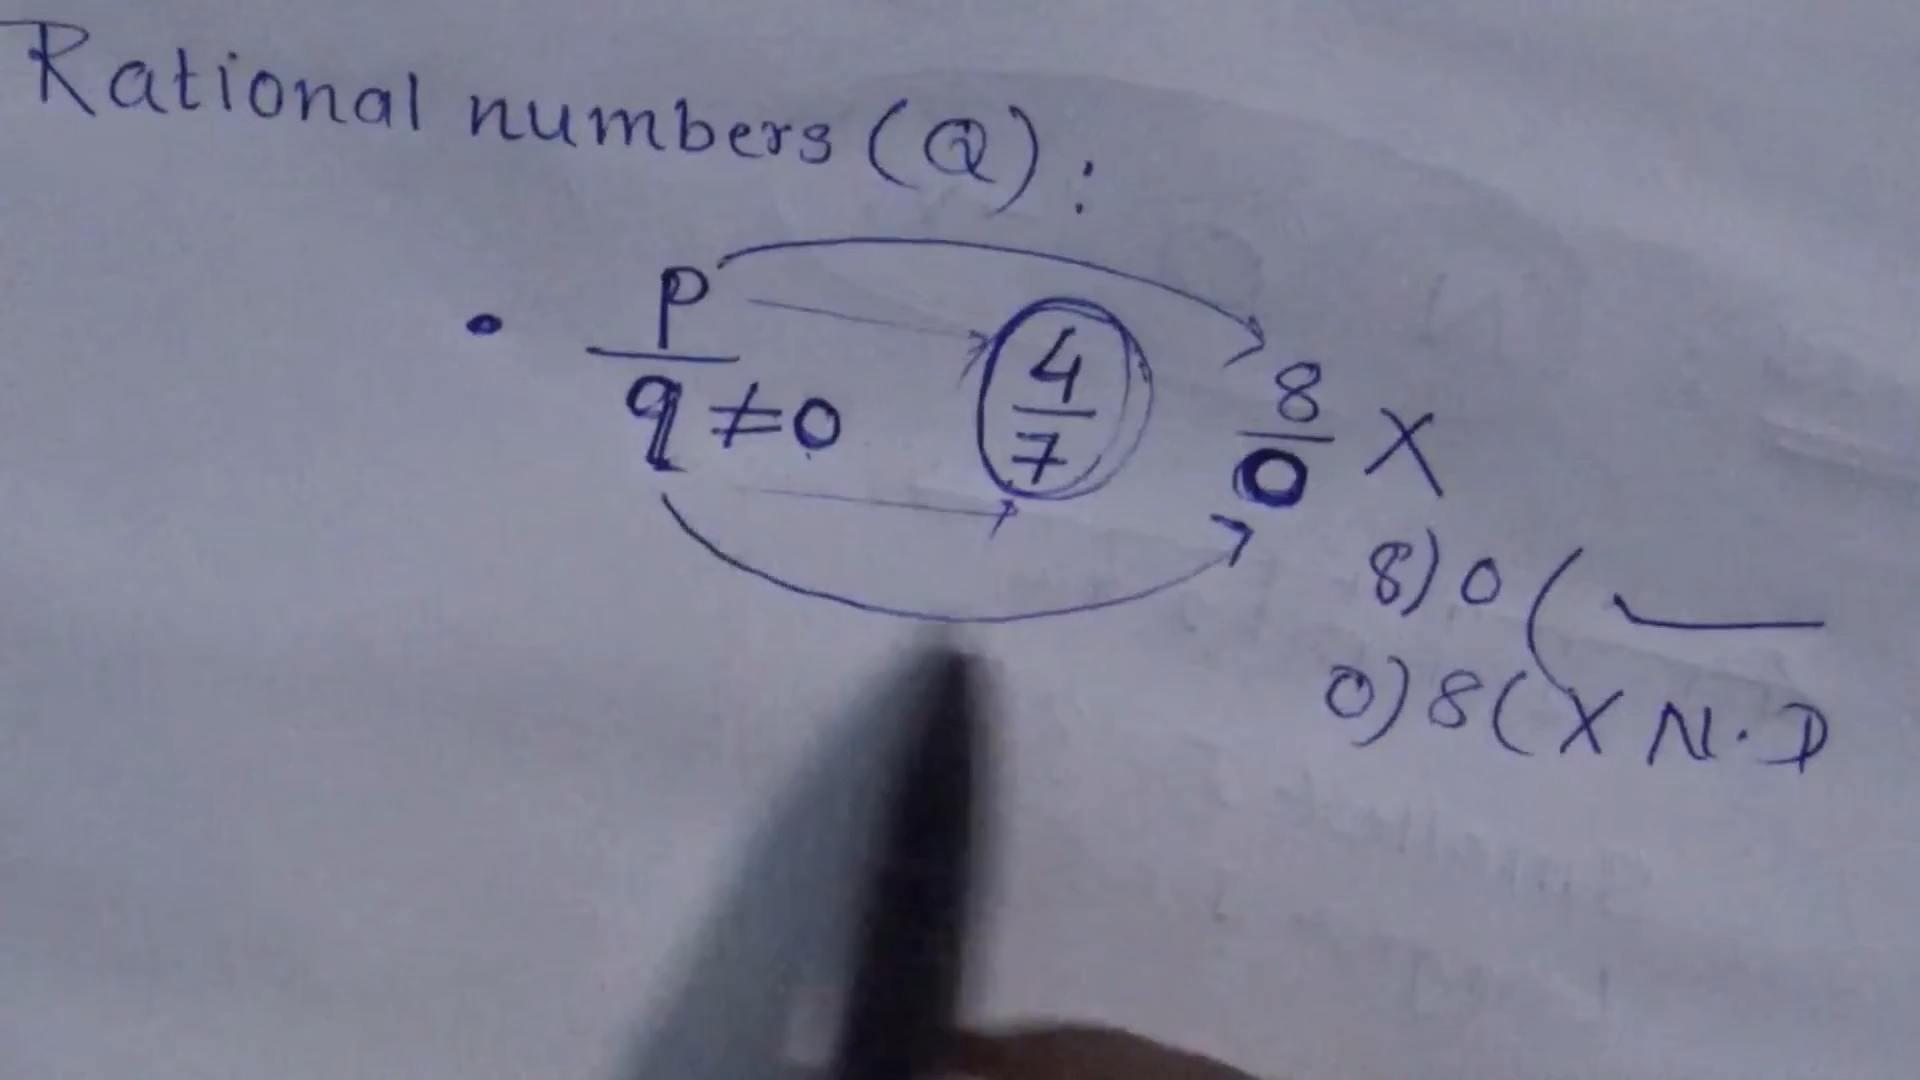 Rational numbers (Q):
• p/q ≠ 0 4/7 8/0 X
8)0(
0)8(X N.D